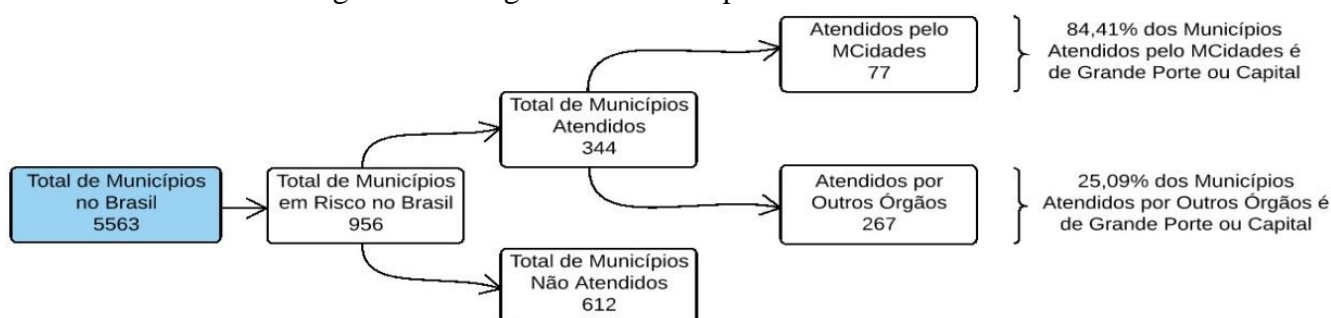 Atendidos pelo
MCidades
77
84,41% dos Municípios
Atendidos pelo MCidades é
de Grande Porte ou Capital
Total de Municípios
Atendidos
344
Total de Municípios
no Brasil
5563
Total de Municípios
em Risco no Brasil
956
Atendidos por
Outros Órgãos
267
25,09% dos Municípios
Atendidos por Outros Órgãos é
de Grande Porte ou Capital
Total de Municípios
Não Atendidos
612